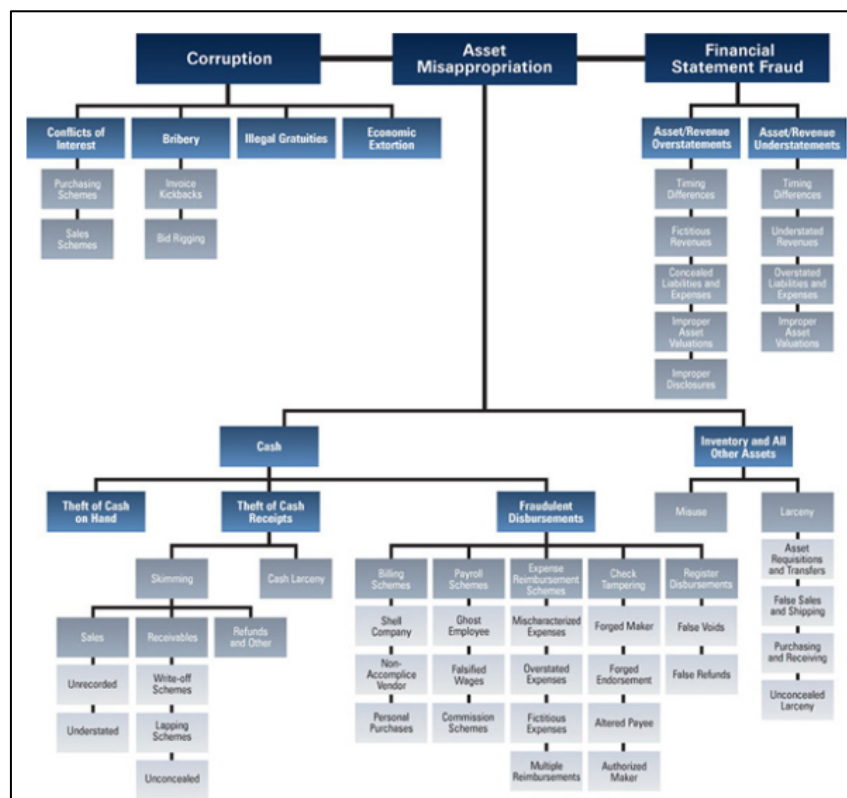 Corruption
Asset
Misappropriation
Financial
Statement Fraud
Conflicts of
Interest
Bribery
Illegal Gratuities
Economic
Extortion
Asset/Revenue
Overstatements
Asset/Revenue
Understatements
Purchasing
Schemes
Sales
Schemes
Invoice
Kickbacks
Bid Rigging
Timing
Differences
Fictitious
Revenues
Concealed
Liabilities and
Expenses
Improper
Asset
Valuations
Improper
Disclosures
Timing
Differences
Understated
Revenues
Overstated
Liabilities and
Expenses
Improper
Asset Valuations
Cash
Inventory and All
Other Assets
Theft of Cash
on Hand
Theft of Cash
Receipts
Fraudulent
Disbursements
Misuse
Larceny
Asset
Requisitions
and Transfers
False Sales
and Shipping
Purchasing
and Receiving
Unconcealed
Larceny
Skimming
Cash Larceny
Sales
Receivables
Refunds
and Other
Unrecorded
Understated
Write-off
Schemes
Lapping
Schemes
Unconcealed
Billing
Schemes
Shell
Company
Non-
Accomplice
Vendor
Personal
Purchases
Payroll
Schemes
Ghost
Employee
Falsified
Wages
Commission
Schemes
Expense
Reimbursement
Schemes
Mischaracterized
Expenses
Overstated
Expenses
Fictitious
Expenses
Multiple
Reimbursements
Check
Tampering
Forged Maker
Forged
Endorsement
Altered Payee
Authorized
Maker
Register
Disbursements
False Voids
False Refunds